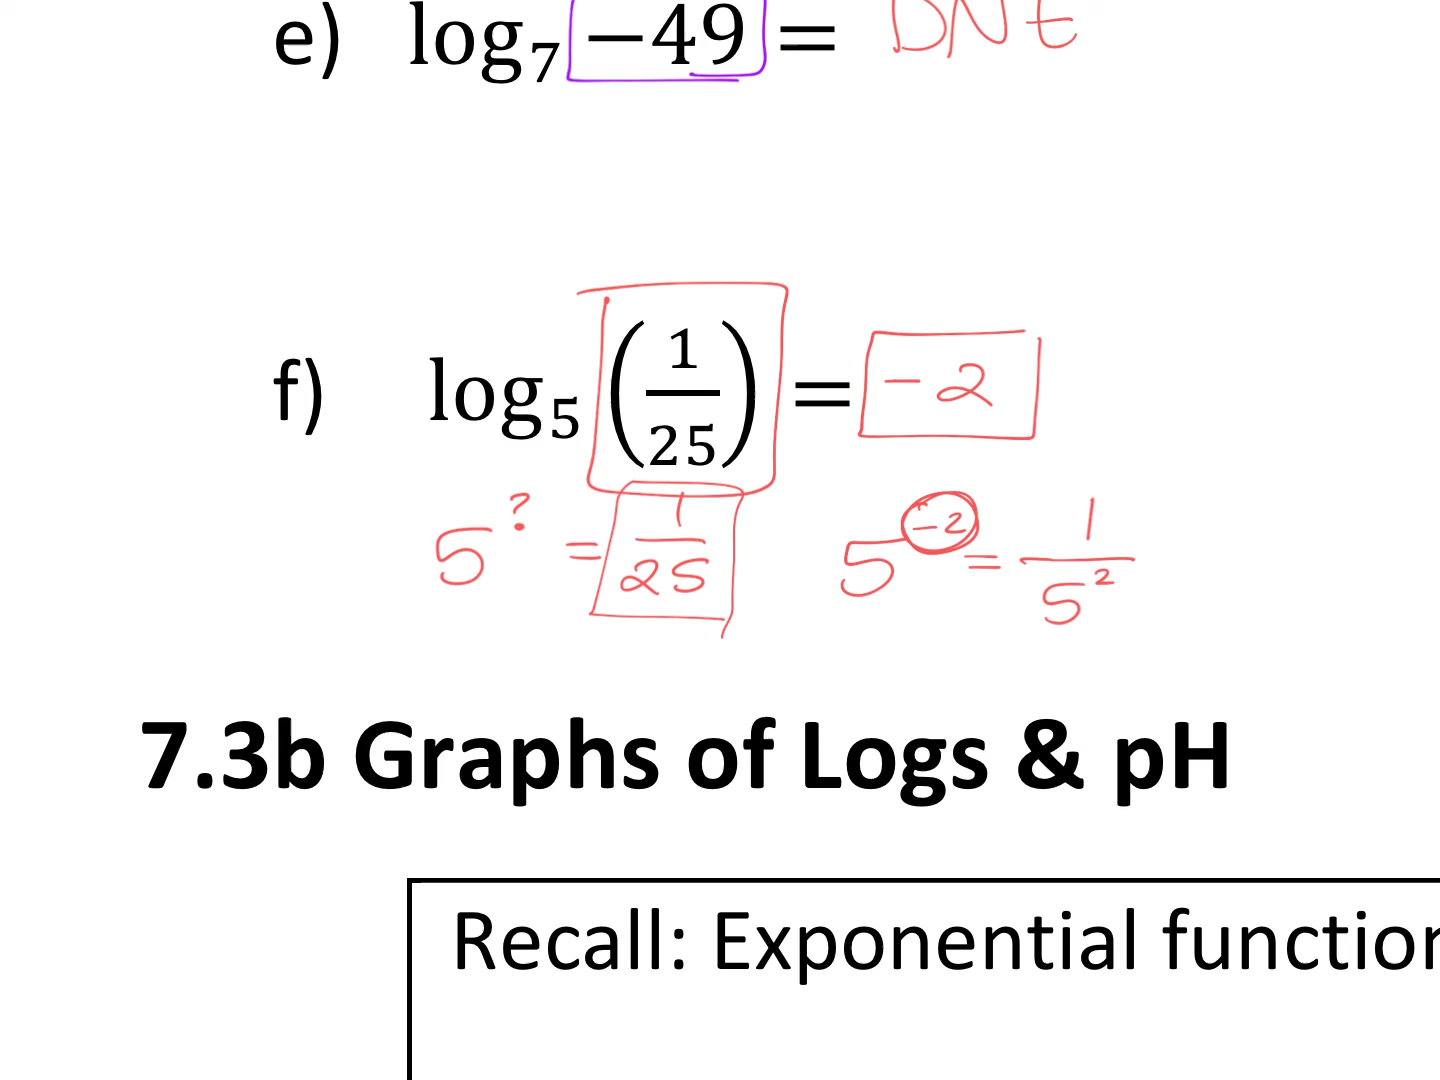 e) log₇ −49 = DNE
f) log₅ (1/25) = −2
5^? = 1/25 5^−2 = 1/5²
7.3b Graphs of Logs & pH
Recall: Exponential function